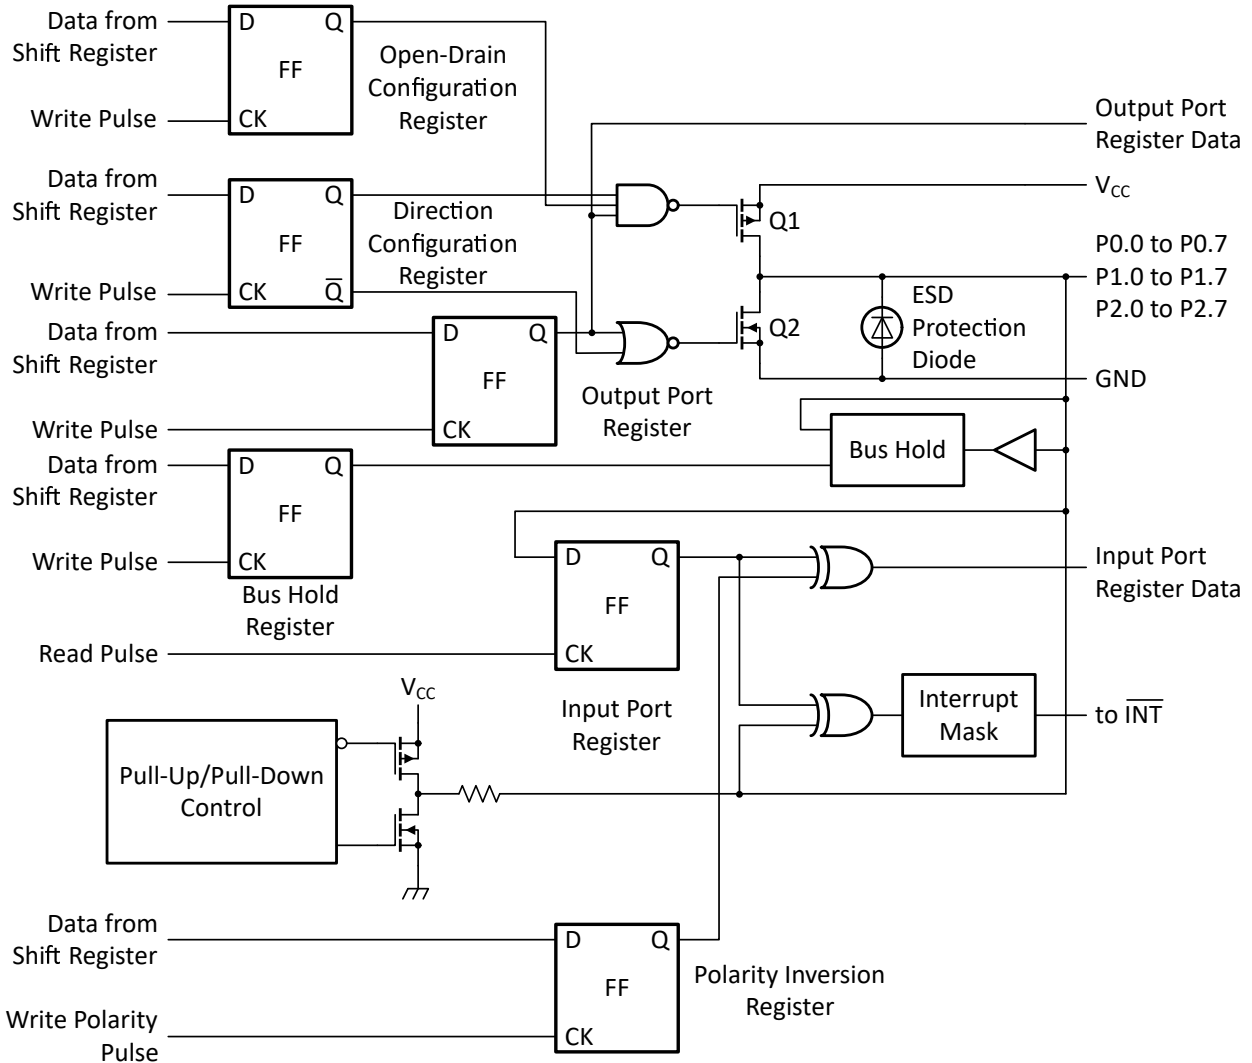 Data from
Shift Register
D
Q
FF
CK
Write Pulse
Open-Drain
Configuration
Register
Output Port
Register Data
Data from
Shift Register
D
Q
FF
CK
Q̅
Write Pulse
Direction
Configuration
Register
VCC
Q1
P0.0 to P0.7
P1.0 to P1.7
P2.0 to P2.7
Data from
Shift Register
D
Q
FF
CK
Write Pulse
Output Port
Register
Q2
ESD
Protection
Diode
GND
Data from
Shift Register
D
Q
FF
CK
Write Pulse
Bus Hold
Register
Bus Hold
D
Q
FF
CK
Read Pulse
Input Port
Register
Input Port
Register Data
Interrupt
Mask
to I̅N̅T̅
VCC
Pull-Up/Pull-Down
Control
Data from
Shift Register
D
Q
FF
CK
Write Polarity
Pulse
Polarity Inversion
Register